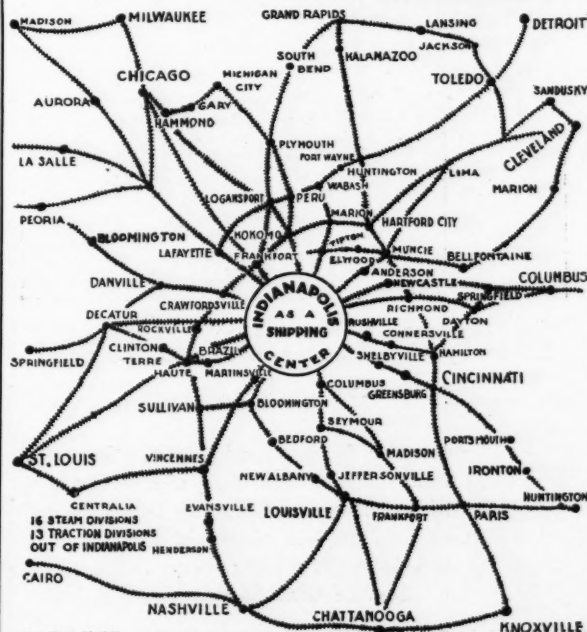 MADISON
MILWAUKEE
GRAND RAPIDS
LANSING
DETROIT
JACKSON
KALAMAZOO
SOUTH
BEND
CHICAGO
MICHIGAN
CITY
TOLEDO
SANDUSKY
AURORA
GARY
HAMMOND
CLEVELAND
PLYMOUTH
FORT WAYNE
LA SALLE
HUNTINGTON
LIMA
WABASH
MARION
LOGANSPORT
PERU
PEORIA
MARION
HARTFORD CITY
KOKOMO
BLOOMINGTON
LAFAYETTE
FRANKFORT
TIPTON
ELWOOD
MUNCIE
BELLFONTAINE
ANDERSON
NEWCASTLE
COLUMBUS
DANVILLE
CRAWFORDSVILLE
RICHMOND
SPRINGFIELD
DAYTON
DECATUR
ROCKVILLE
INDIANAPOLIS
AS A
SHIPPING
CENTER
RUSHVILLE
CONNERSVILLE
HAMILTON
SPRINGFIELD
CLINTON
TERRE
HAUTE
BRAZIL
MARTINSVILLE
SHELBYVILLE
GREENSBURG
CINCINNATI
COLUMBUS
SULLIVAN
BLOOMINGTON
SEYMOUR
BEDFORD
MADISON
PORTSMOUTH
ST. LOUIS
VINCENNES
NEW ALBANY
JEFFERSONVILLE
IRONTON
CENTRALIA
EVANSVILLE
LOUISVILLE
FRANKFORT
PARIS
HUNTINGTON
16 STEAM DIVISIONS
13 TRACTION DIVISIONS
OUT OF INDIANAPOLIS
HENDERSON
CAIRO
NASHVILLE
CHATTANOOGA
KNOXVILLE